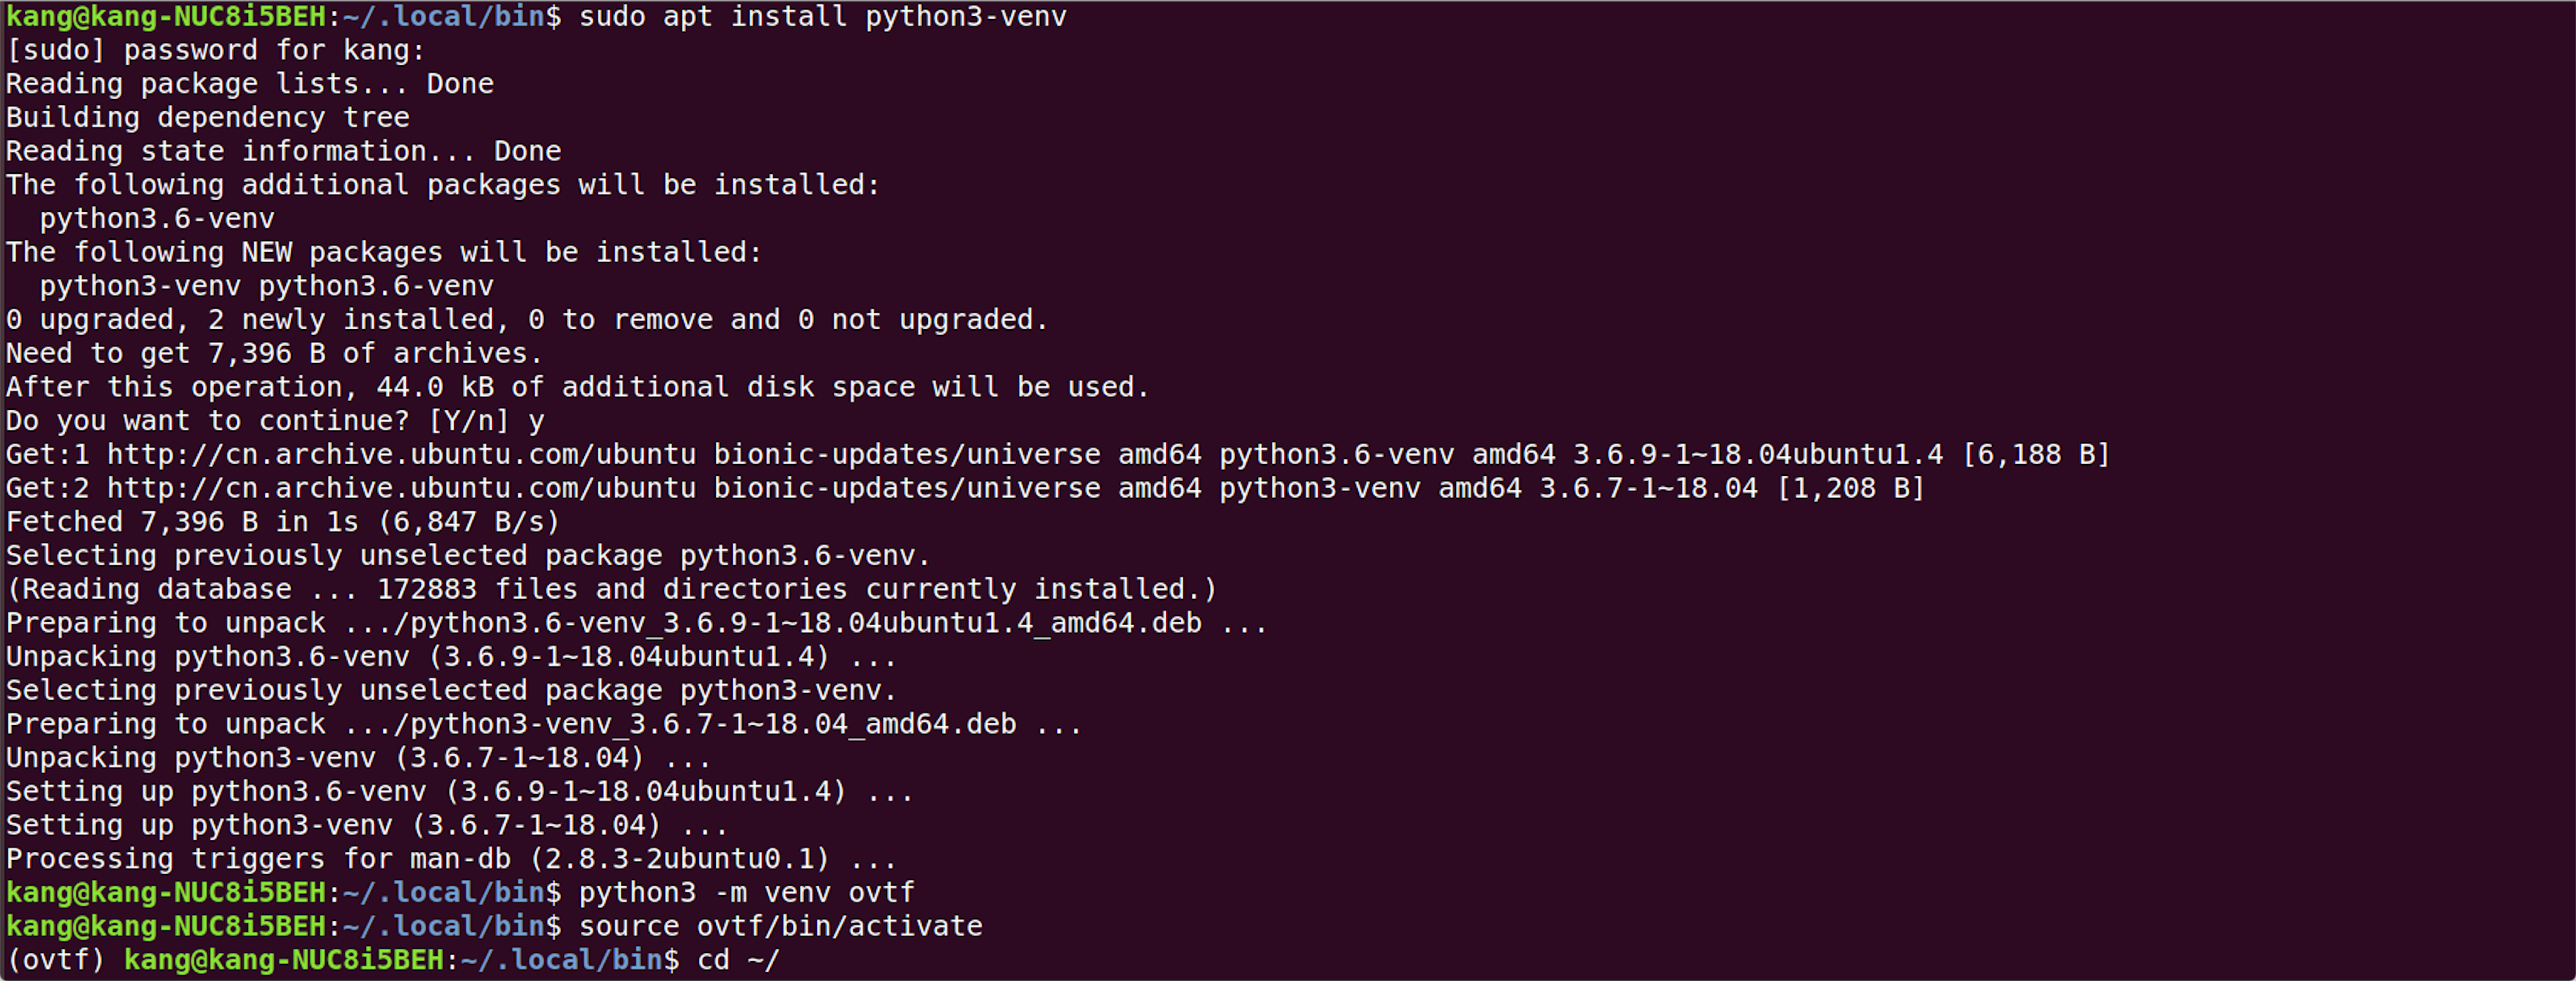 kang@kang-NUC8i5BEH:~/.local/bin$ sudo apt install python3-venv
[sudo] password for kang:
Reading package lists... Done
Building dependency tree
Reading state information... Done
The following additional packages will be installed:
  python3.6-venv
The following NEW packages will be installed:
  python3-venv python3.6-venv
0 upgraded, 2 newly installed, 0 to remove and 0 not upgraded.
Need to get 7,396 B of archives.
After this operation, 44.0 kB of additional disk space will be used.
Do you want to continue? [Y/n] y
Get:1 http://cn.archive.ubuntu.com/ubuntu bionic-updates/universe amd64 python3.6-venv amd64 3.6.9-1~18.04ubuntu1.4 [6,188 B]
Get:2 http://cn.archive.ubuntu.com/ubuntu bionic-updates/universe amd64 python3-venv amd64 3.6.7-1~18.04 [1,208 B]
Fetched 7,396 B in 1s (6,847 B/s)
Selecting previously unselected package python3.6-venv.
(Reading database ... 172883 files and directories currently installed.)
Preparing to unpack .../python3.6-venv_3.6.9-1~18.04ubuntu1.4_amd64.deb ...
Unpacking python3.6-venv (3.6.9-1~18.04ubuntu1.4) ...
Selecting previously unselected package python3-venv.
Preparing to unpack .../python3-venv_3.6.7-1~18.04_amd64.deb ...
Unpacking python3-venv (3.6.7-1~18.04) ...
Setting up python3.6-venv (3.6.9-1~18.04ubuntu1.4) ...
Setting up python3-venv (3.6.7-1~18.04) ...
Processing triggers for man-db (2.8.3-2ubuntu0.1) ...
kang@kang-NUC8i5BEH:~/.local/bin$ python3 -m venv ovtf
kang@kang-NUC8i5BEH:~/.local/bin$ source ovtf/bin/activate
(ovtf) kang@kang-NUC8i5BEH:~/.local/bin$ cd ~/